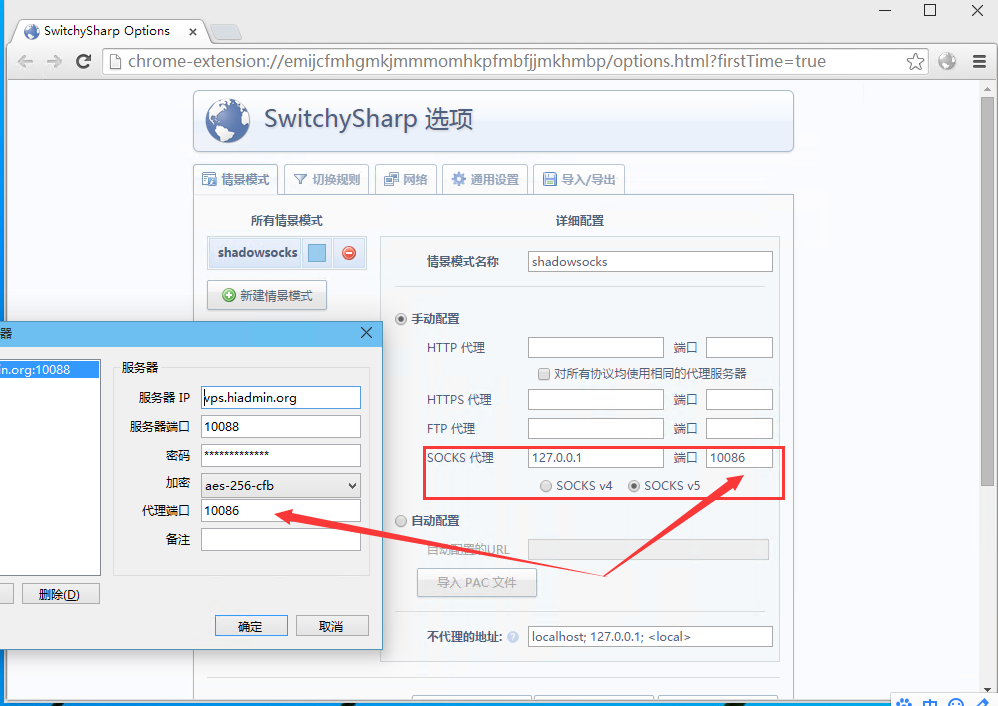 SwitchySharp Options
chrome-extension://emijcfmhgmkjmmmomhkpfmbfjjmkhmbp/options.html?firstTime=true
SwitchySharp 选项
情景模式 切换规则 网络 通用设置 导入/导出
所有情景模式
shadowsocks
新建情景模式
详细配置
情景模式名称 shadowsocks
手动配置
HTTP 代理 端口
对所有协议均使用相同的代理服务器
HTTPS 代理 端口
FTP 代理 端口
SOCKS 代理 127.0.0.1 端口 10086
SOCKS v4 SOCKS v5
自动配置
自动配置的URL
导入 PAC 文件
不代理的地址: ? localhost; 127.0.0.1; <local>
器
in.org:10088
服务器
服务器 IP vps.hiadmin.org
服务器端口 10088
密码 *************
加密 aes-256-cfb
代理端口 10086
备注
删除(D)
确定 取消
中